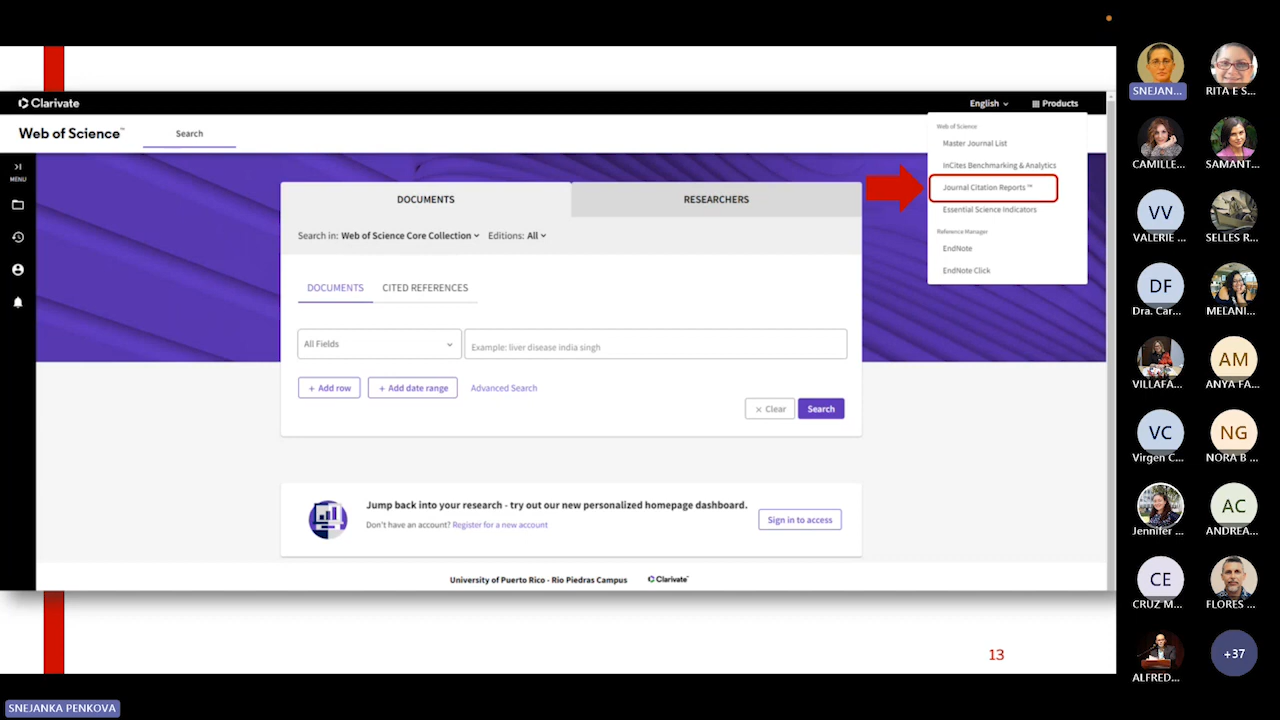 Clarivate
English
Products
Web of Science™
Search
Web of Science
Master Journal List
InCites Benchmarking & Analytics
Journal Citation Reports ™
Essential Science Indicators
Reference Manager
EndNote
EndNote Click
MENU
DOCUMENTS
RESEARCHERS
Search in: Web of Science Core Collection Editions: All
DOCUMENTS
CITED REFERENCES
All Fields
Example: liver disease india singh
+ Add row
+ Add date range
Advanced Search
× Clear
Search
Jump back into your research - try out our new personalized homepage dashboard.
Don't have an account? Register for a new account
Sign in to access
University of Puerto Rico - Rio Piedras Campus
Clarivate™
13
SNEJAN...
RITA E S...
CAMILLE...
SAMANT...
VV
VALERIE ...
SELLES R...
DF
Dra. Car...
MELANI...
VILLAFA...
AM
ANYA FA...
VC
Virgen C...
NG
NORA B ...
Jennifer ...
AC
ANDREA...
CE
CRUZ M...
FLORES ...
ALFRED...
+37
SNEJANKA PENKOVA